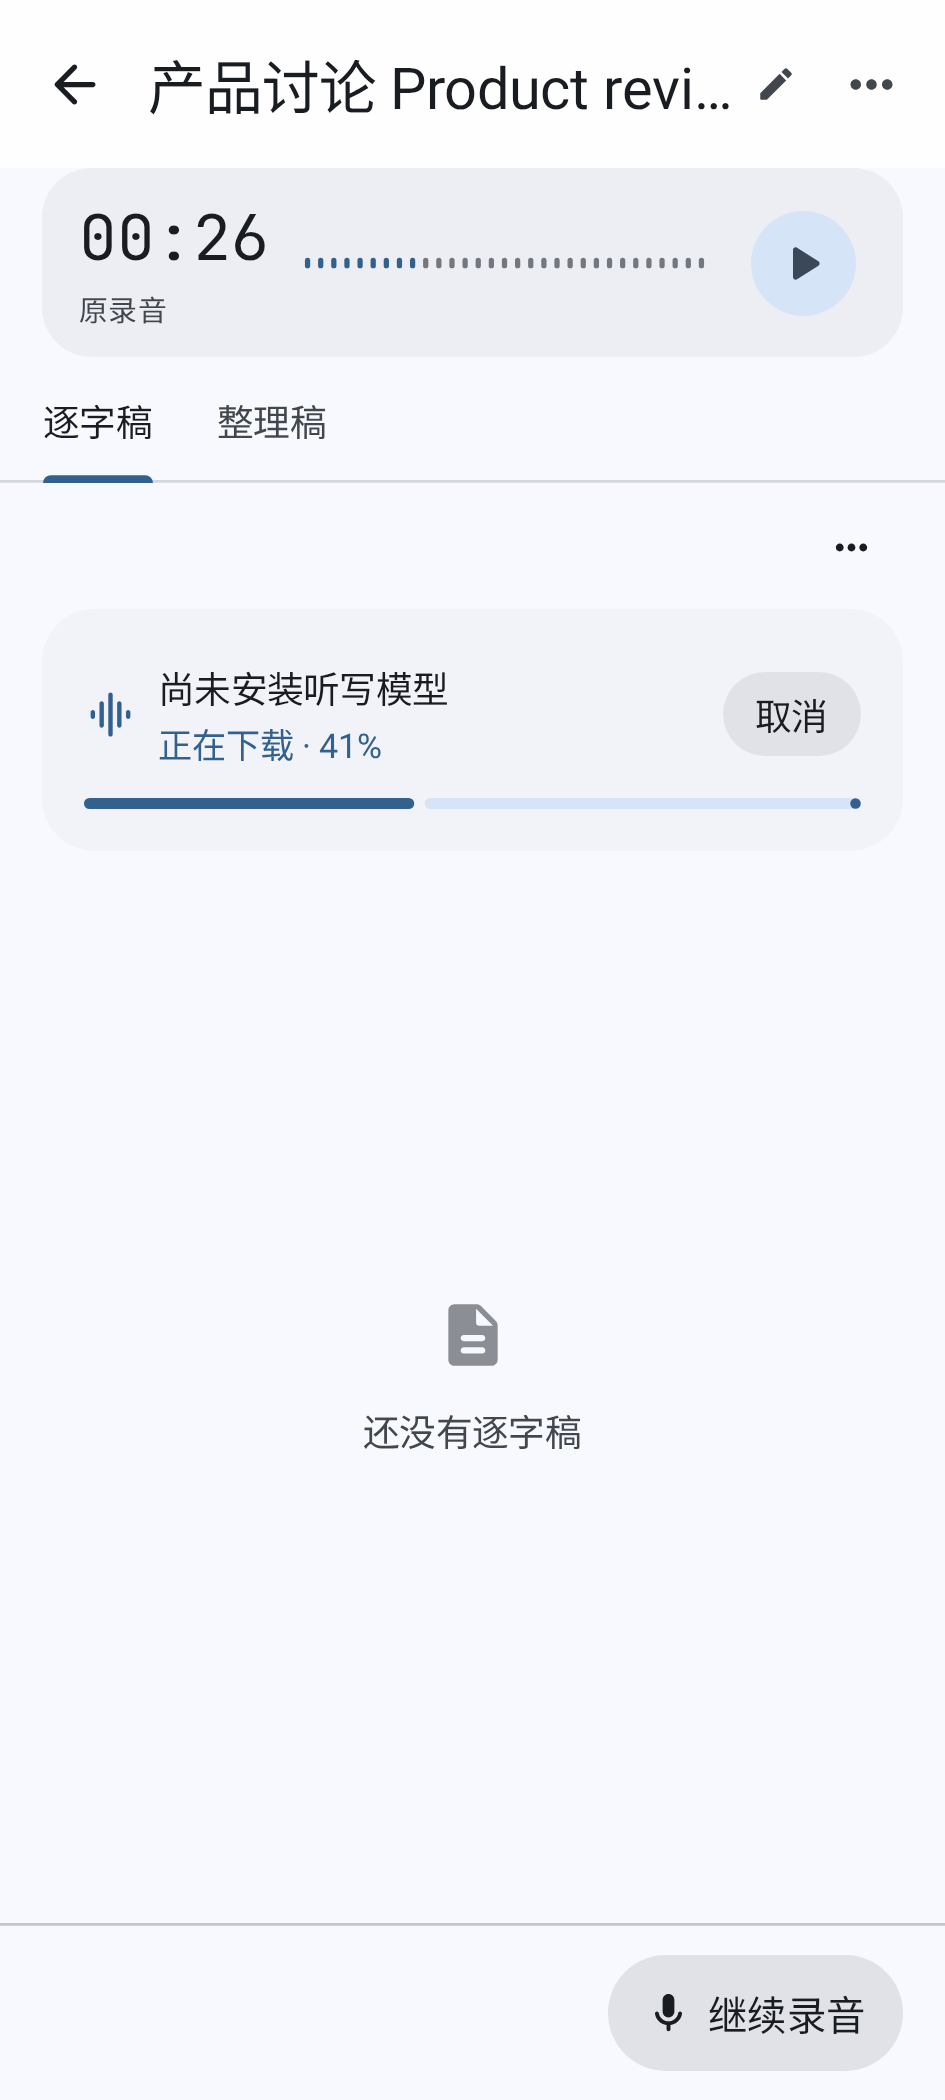 产品讨论 Product revi...
00:26
原录音
逐字稿 整理稿
尚未安装听写模型
正在下载 · 41%
取消
还没有逐字稿
继续录音